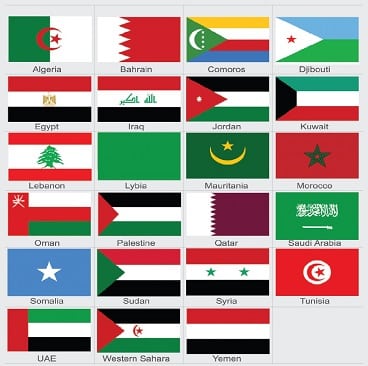 Algeria Bahrain Comoros Djibouti
Egypt Iraq Jordan Kuwait
Lebanon Lybia Mauritania Morocco
Oman Palestine Qatar Saudi Arabia
Somalia Sudan Syria Tunisia
UAE Western Sahara Yemen